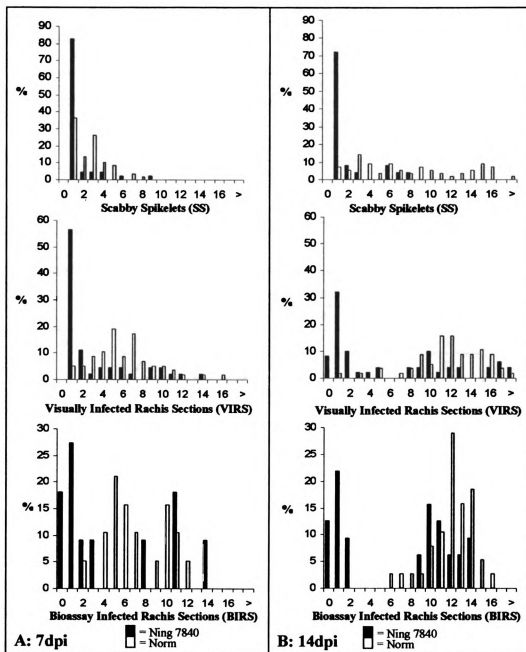 90
80
70
60
% 50
40
30
20
10
0
0 2 4 6 8 10 12 14 16 >
Scabby Spikelets (SS)
60
50
% 40
30
20
10
0
0 2 4 6 8 10 12 14 16 >
Visually Infected Rachis Sections (VIRS)
30
25
20
% 15
10
5
0
0 2 4 6 8 10 12 14 16 >
Bioassay Infected Rachis Sections (BIRS)
A: 7dpi
= Ning 7840
= Norm
80
70
60
% 50
40
30
20
10
0
0 2 4 6 8 10 12 14 16 >
Scabby Spikelets (SS)
60
50
% 40
30
20
10
0
0 2 4 6 8 10 12 14 16 >
Visually Infected Rachis Sections (VIRS)
30
25
% 20
15
10
5
0
0 2 4 6 8 10 12 14 16 >
Bioassay Infected Rachis Sections (BIRS)
B: 14dpi
= Ning 7840
= Norm